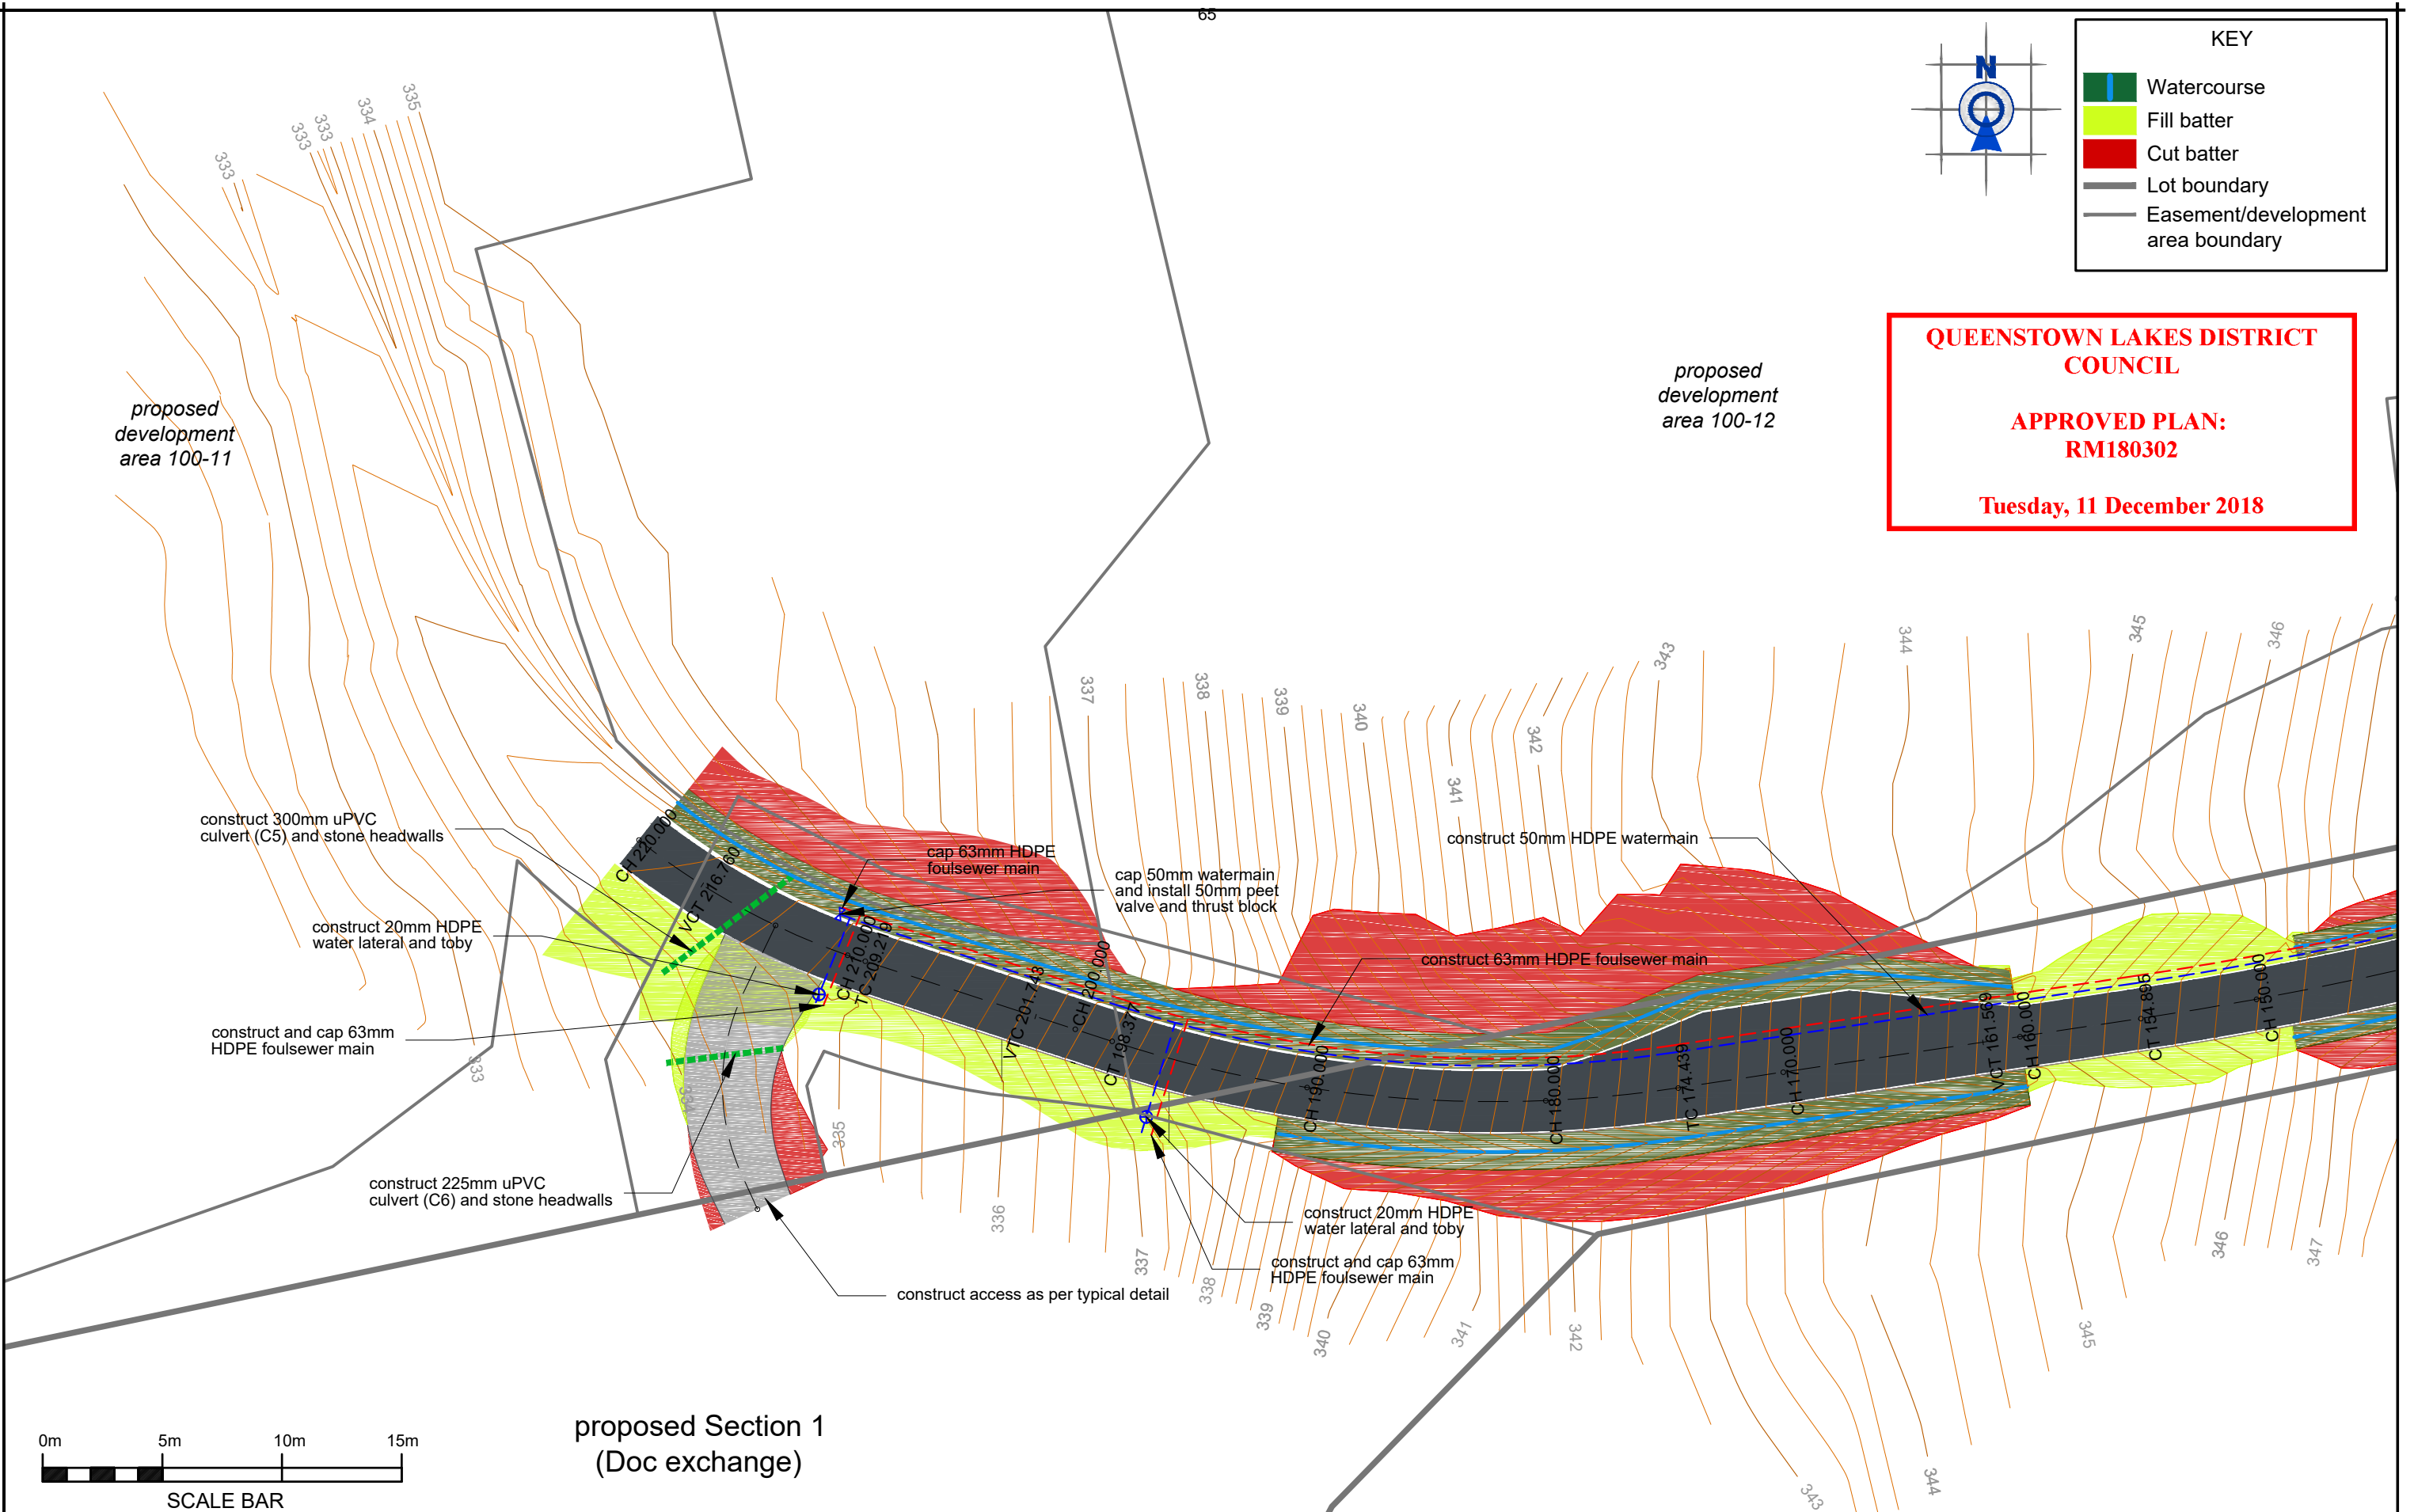 65
N
KEY
Watercourse
Fill batter
Cut batter
Lot boundary
Easement/development
area boundary
QUEENSTOWN LAKES DISTRICT
COUNCIL
APPROVED PLAN:
RM180302
Tuesday, 11 December 2018
333
333
333
334
335
proposed
development
area 100-11
proposed
development
area 100-12
337
338
339
340
341
342
343
344
345
346
construct 300mm uPVC
culvert (C5) and stone headwalls
construct 20mm HDPE
water lateral and toby
construct and cap 63mm
HDPE foulsewer main
construct 225mm uPVC
culvert (C6) and stone headwalls
cap 63mm HDPE
foulsewer main
cap 50mm watermain
and install 50mm peet
valve and thrust block
construct 50mm HDPE watermain
construct 63mm HDPE foulsewer main
CH 220.000
VCT 216.760
CH 210.000
TC 209.219
VTC 201.743
CH 200.000
CT 198.377
CH 190.000
CH 180.000
TC 174.439
CH 170.000
VCT 161.569
CH 160.000
CT 154.895
CH 150.000
333
334
335
336
337
338
339
340
341
342
343
344
345
346
347
construct 20mm HDPE
water lateral and toby
construct and cap 63mm
HDPE foulsewer main
construct access as per typical detail
proposed Section 1
(Doc exchange)
0m 5m 10m 15m
SCALE BAR